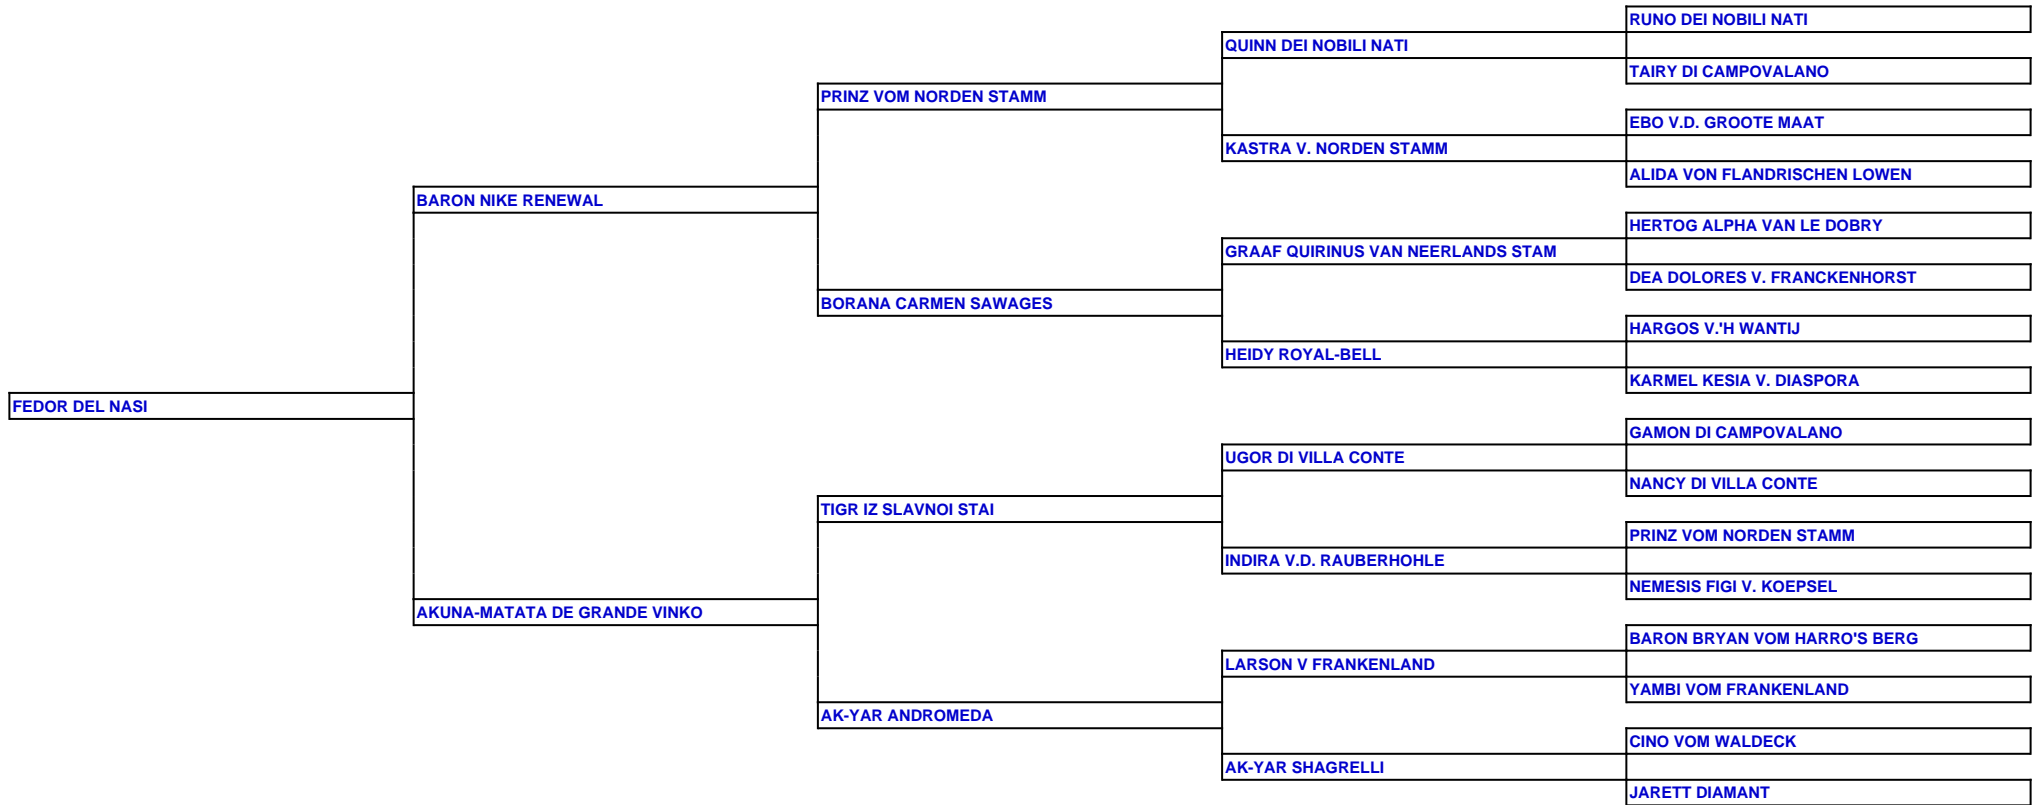 RUNO DEI NOBILI NATI
QUINN DEI NOBILI NATI
TAIRY DI CAMPOVALANO
PRINZ VOM NORDEN STAMM
EBO V.D. GROOTE MAAT
KASTRA V. NORDEN STAMM
ALIDA VON FLANDRISCHEN LOWEN
BARON NIKE RENEWAL
HERTOG ALPHA VAN LE DOBRY
GRAAF QUIRINUS VAN NEERLANDS STAM
DEA DOLORES V. FRANCKENHORST
BORANA CARMEN SAWAGES
HARGOS V.'H WANTIJ
HEIDY ROYAL-BELL
KARMEL KESIA V. DIASPORA
FEDOR DEL NASI
GAMON DI CAMPOVALANO
UGOR DI VILLA CONTE
NANCY DI VILLA CONTE
TIGR IZ SLAVNOI STAI
PRINZ VOM NORDEN STAMM
INDIRA V.D. RAUBERHOHLE
NEMESIS FIGI V. KOEPSEL
AKUNA-MATATA DE GRANDE VINKO
BARON BRYAN VOM HARRO'S BERG
LARSON V FRANKENLAND
YAMBI VOM FRANKENLAND
AK-YAR ANDROMEDA
CINO VOM WALDECK
AK-YAR SHAGRELLI
JARETT DIAMANT